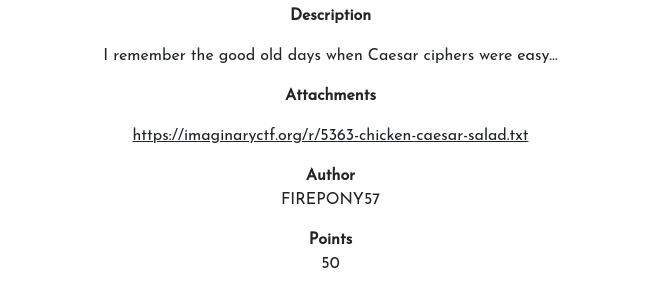 Description
I remember the good old days when Caesar ciphers were easy...
Attachments
https://imaginaryctf.org/r/5363-chicken-caesar-salad.txt
Author
FIREPONY57
Points
50